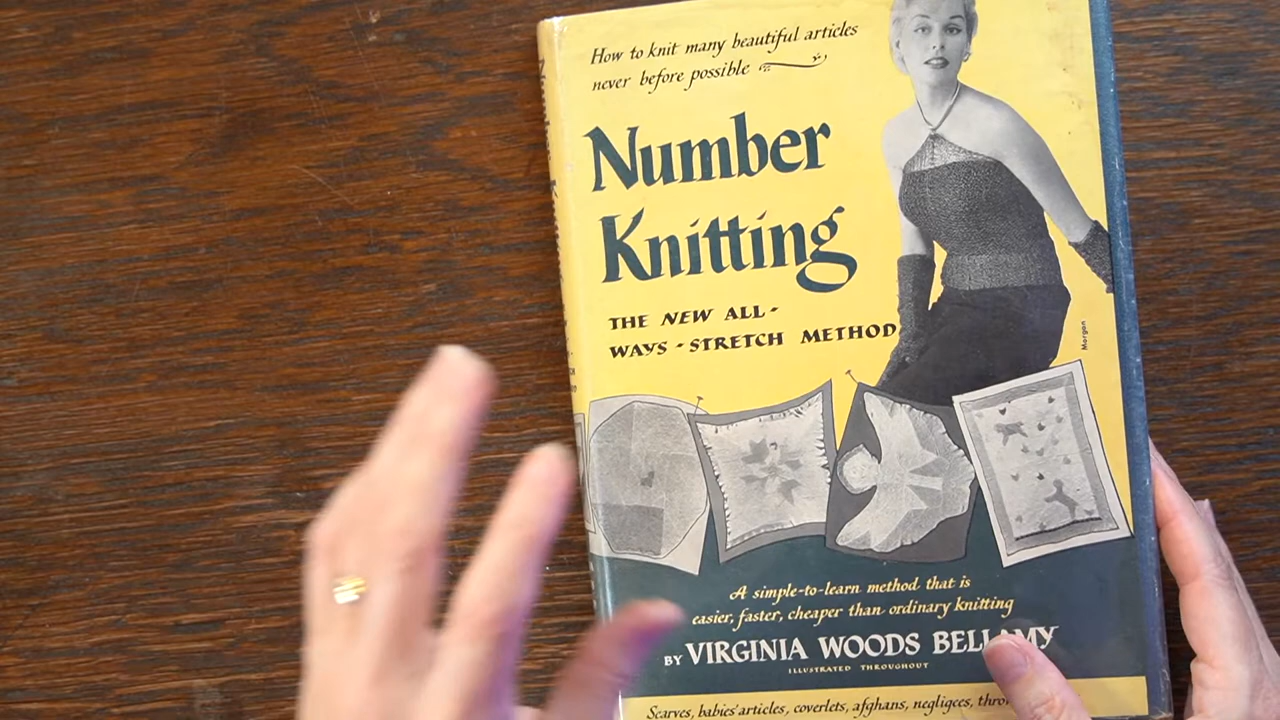 How to knit many beautiful articles
never before possible
Number
Knitting
THE NEW ALL-
WAYS-STRETCH METHOD
Morgan
A simple-to-learn method that is
easier, faster, cheaper than ordinary knitting
BY VIRGINIA WOODS BELLAMY
ILLUSTRATED THROUGHOUT
Scarves, babies' articles, coverlets, afghans, negligees,